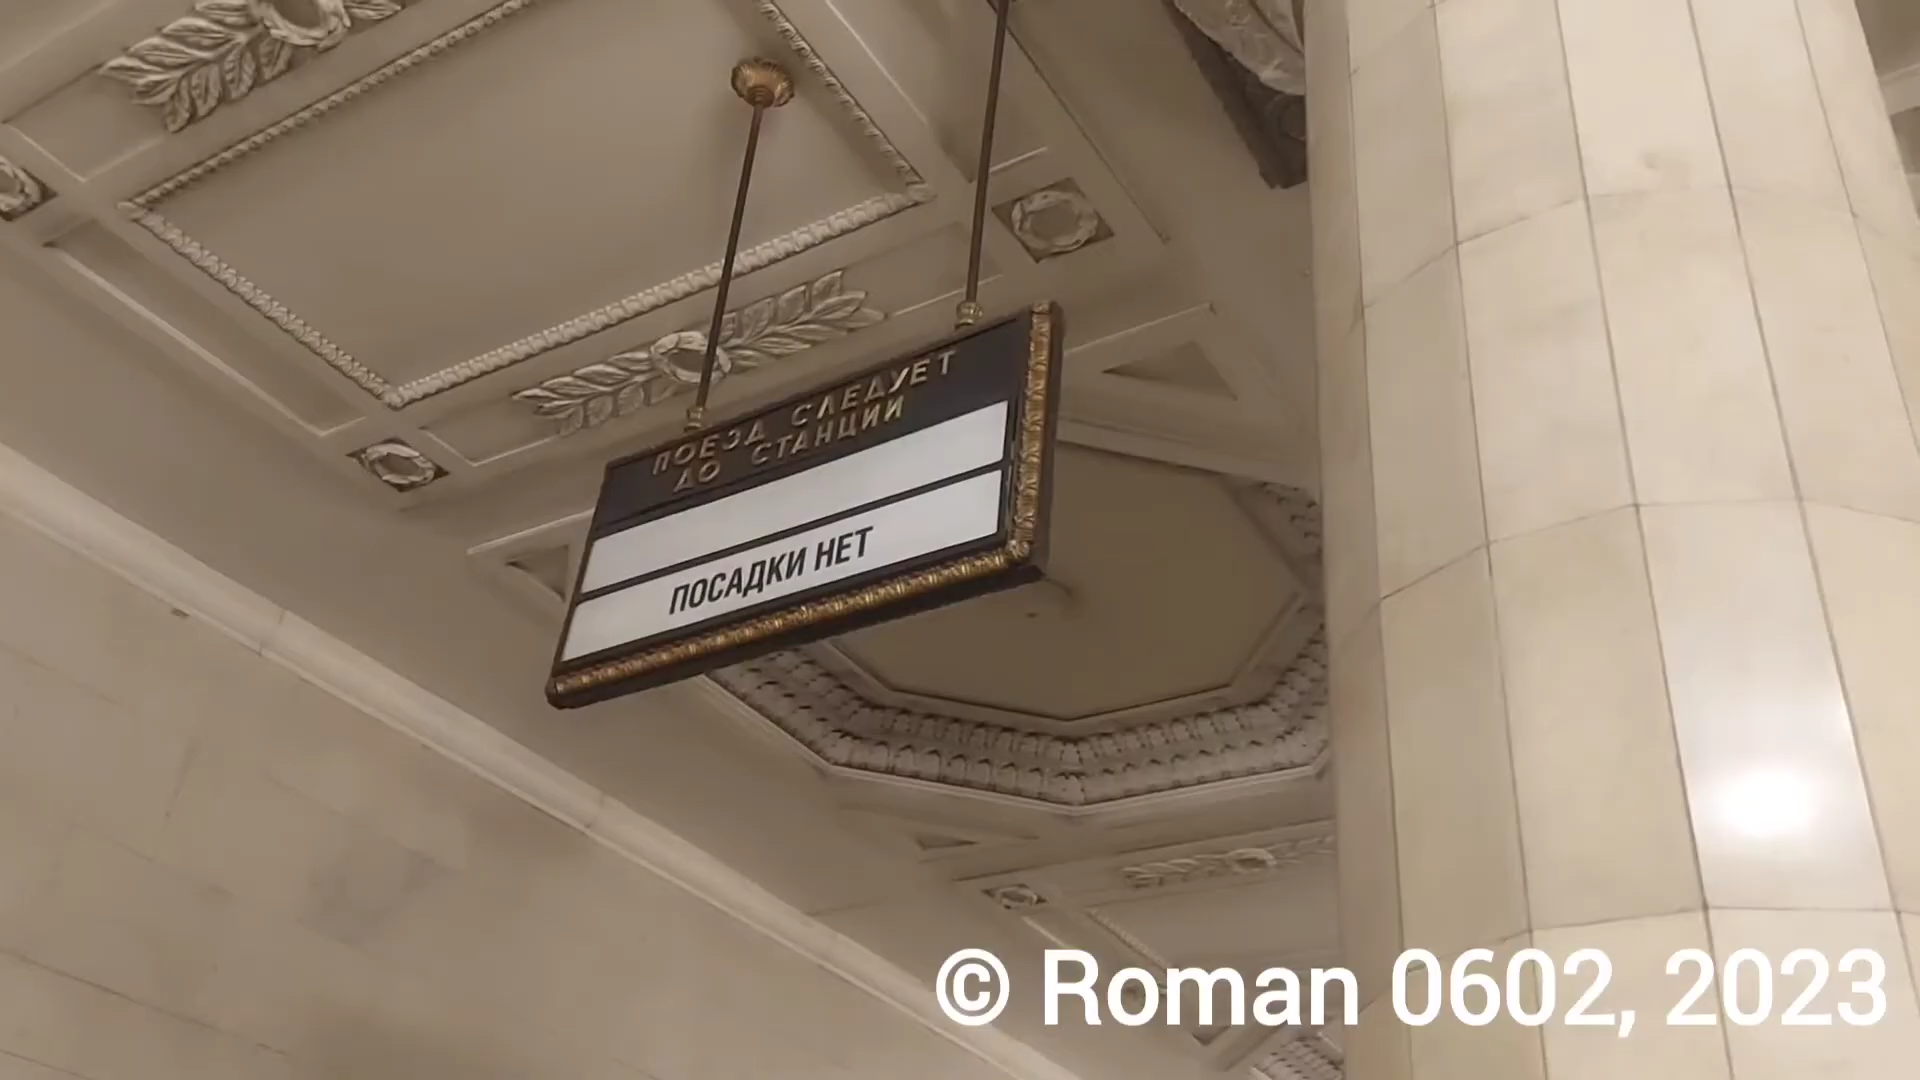 ПОЕЗД СЛЕДУЕТ
ДО СТАНЦИИ
ПОСАДКИ НЕТ
© Roman 0602, 2023